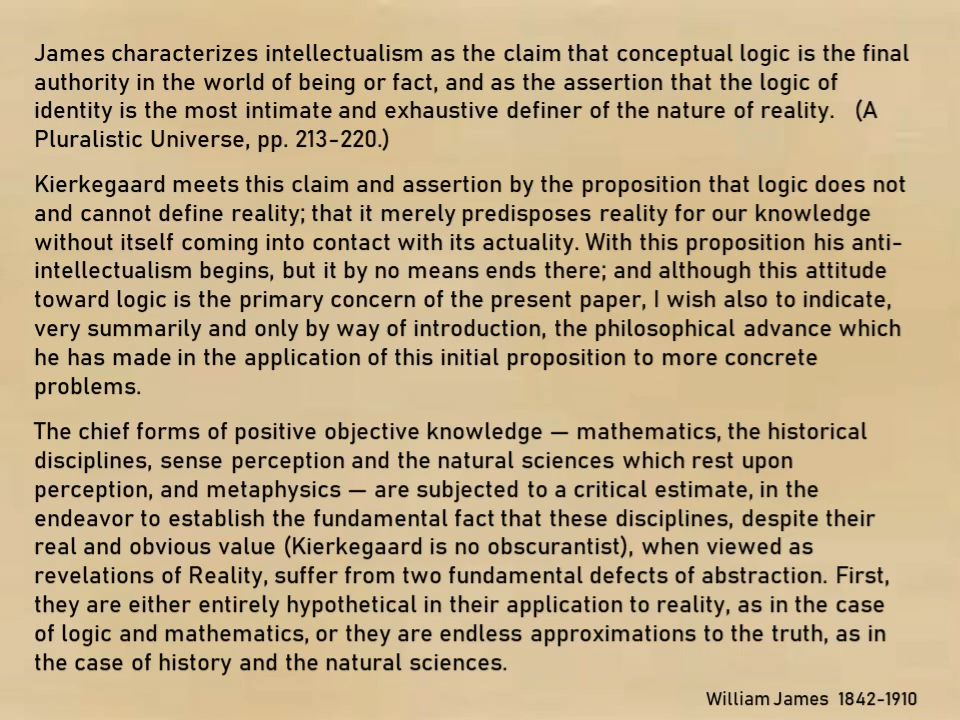 James characterizes intellectualism as the claim that conceptual logic is the final
authority in the world of being or fact, and as the assertion that the logic of
identity is the most intimate and exhaustive definer of the nature of reality. (A
Pluralistic Universe, pp. 213-220.)
Kierkegaard meets this claim and assertion by the proposition that logic does not
and cannot define reality; that it merely predisposes reality for our knowledge
without itself coming into contact with its actuality. With this proposition his anti-
intellectualism begins, but it by no means ends there; and although this attitude
toward logic is the primary concern of the present paper, I wish also to indicate,
very summarily and only by way of introduction, the philosophical advance which
he has made in the application of this initial proposition to more concrete
problems.
The chief forms of positive objective knowledge — mathematics, the historical
disciplines, sense perception and the natural sciences which rest upon
perception, and metaphysics — are subjected to a critical estimate, in the
endeavor to establish the fundamental fact that these disciplines, despite their
real and obvious value (Kierkegaard is no obscurantist), when viewed as
revelations of Reality, suffer from two fundamental defects of abstraction. First,
they are either entirely hypothetical in their application to reality, as in the case
of logic and mathematics, or they are endless approximations to the truth, as in
the case of history and the natural sciences.
William James 1842-1910